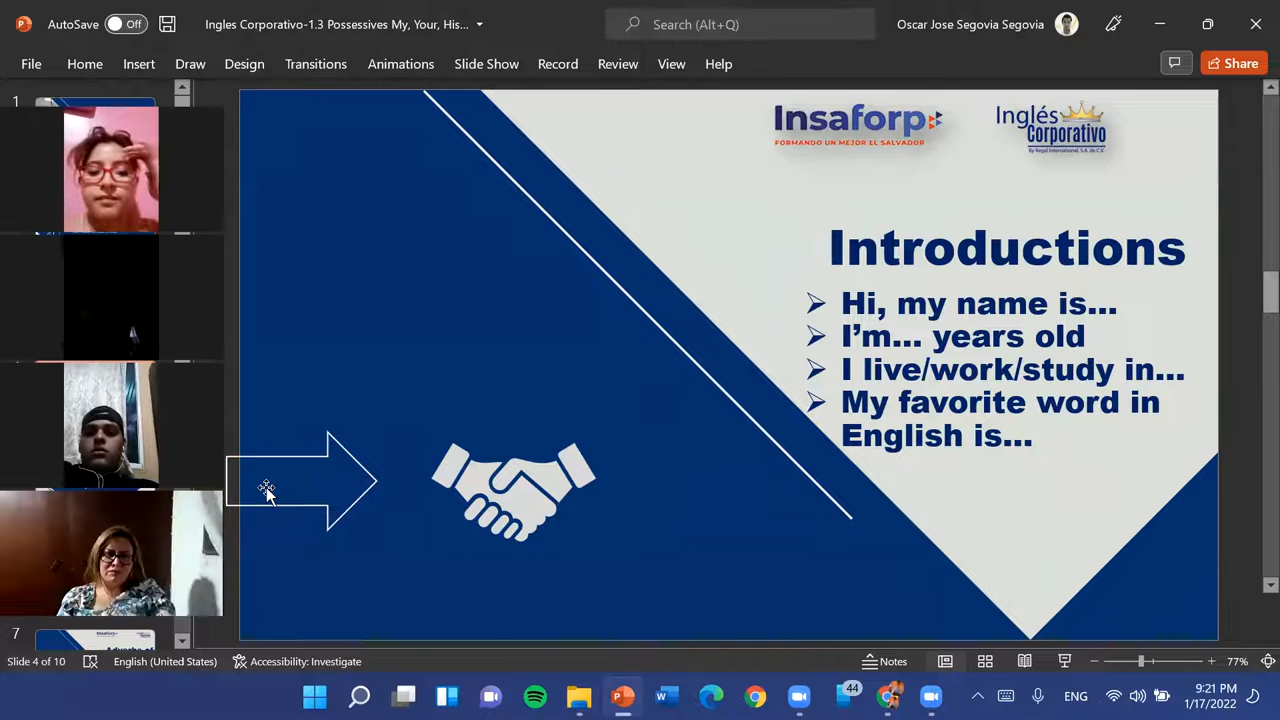 AutoSave Off Ingles Corporativo-1.3 Possessives My, Your, His... Search (Alt+Q) Oscar Jose Segovia Segovia
File Home Insert Draw Design Transitions Animations Slide Show Record Review View Help Share
1
Insaforp
FORMANDO UN MEJOR EL SALVADOR
Inglés
Corporativo
By Regal International, S.A. de C.V.
Introductions
Hi, my name is...
I'm... years old
I live/work/study in...
My favorite word in
English is...
7
Slide 4 of 10 English (United States) Accessibility: Investigate Notes 77%
44 ENG 9:21 PM
1/17/2022